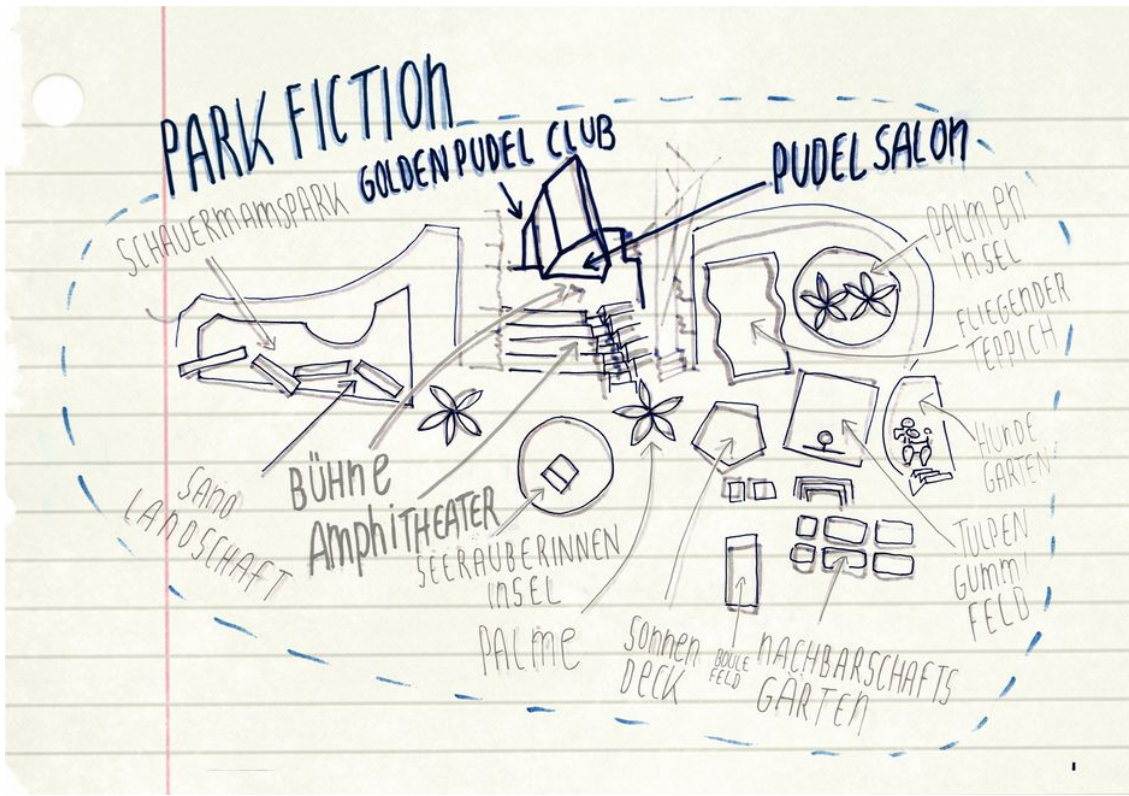 PARK FICTION
GOLDEN PUDEL CLUB
PUDEL SALON
SCHAUERMAMSPARK
PALMEN
INSEL
FLIEGENDER
TEPPICH
HUNDE
GARTEN
SAND
LANDSCHAFT
BÜHNE
AMPHITHEATER
SEERÄUBERINNEN
INSEL
PALME
SONNEN
DECK
BOULE
FELD
NACHBARSCHAFTS
GÄRTEN
TULPEN
GUMMI
FELD